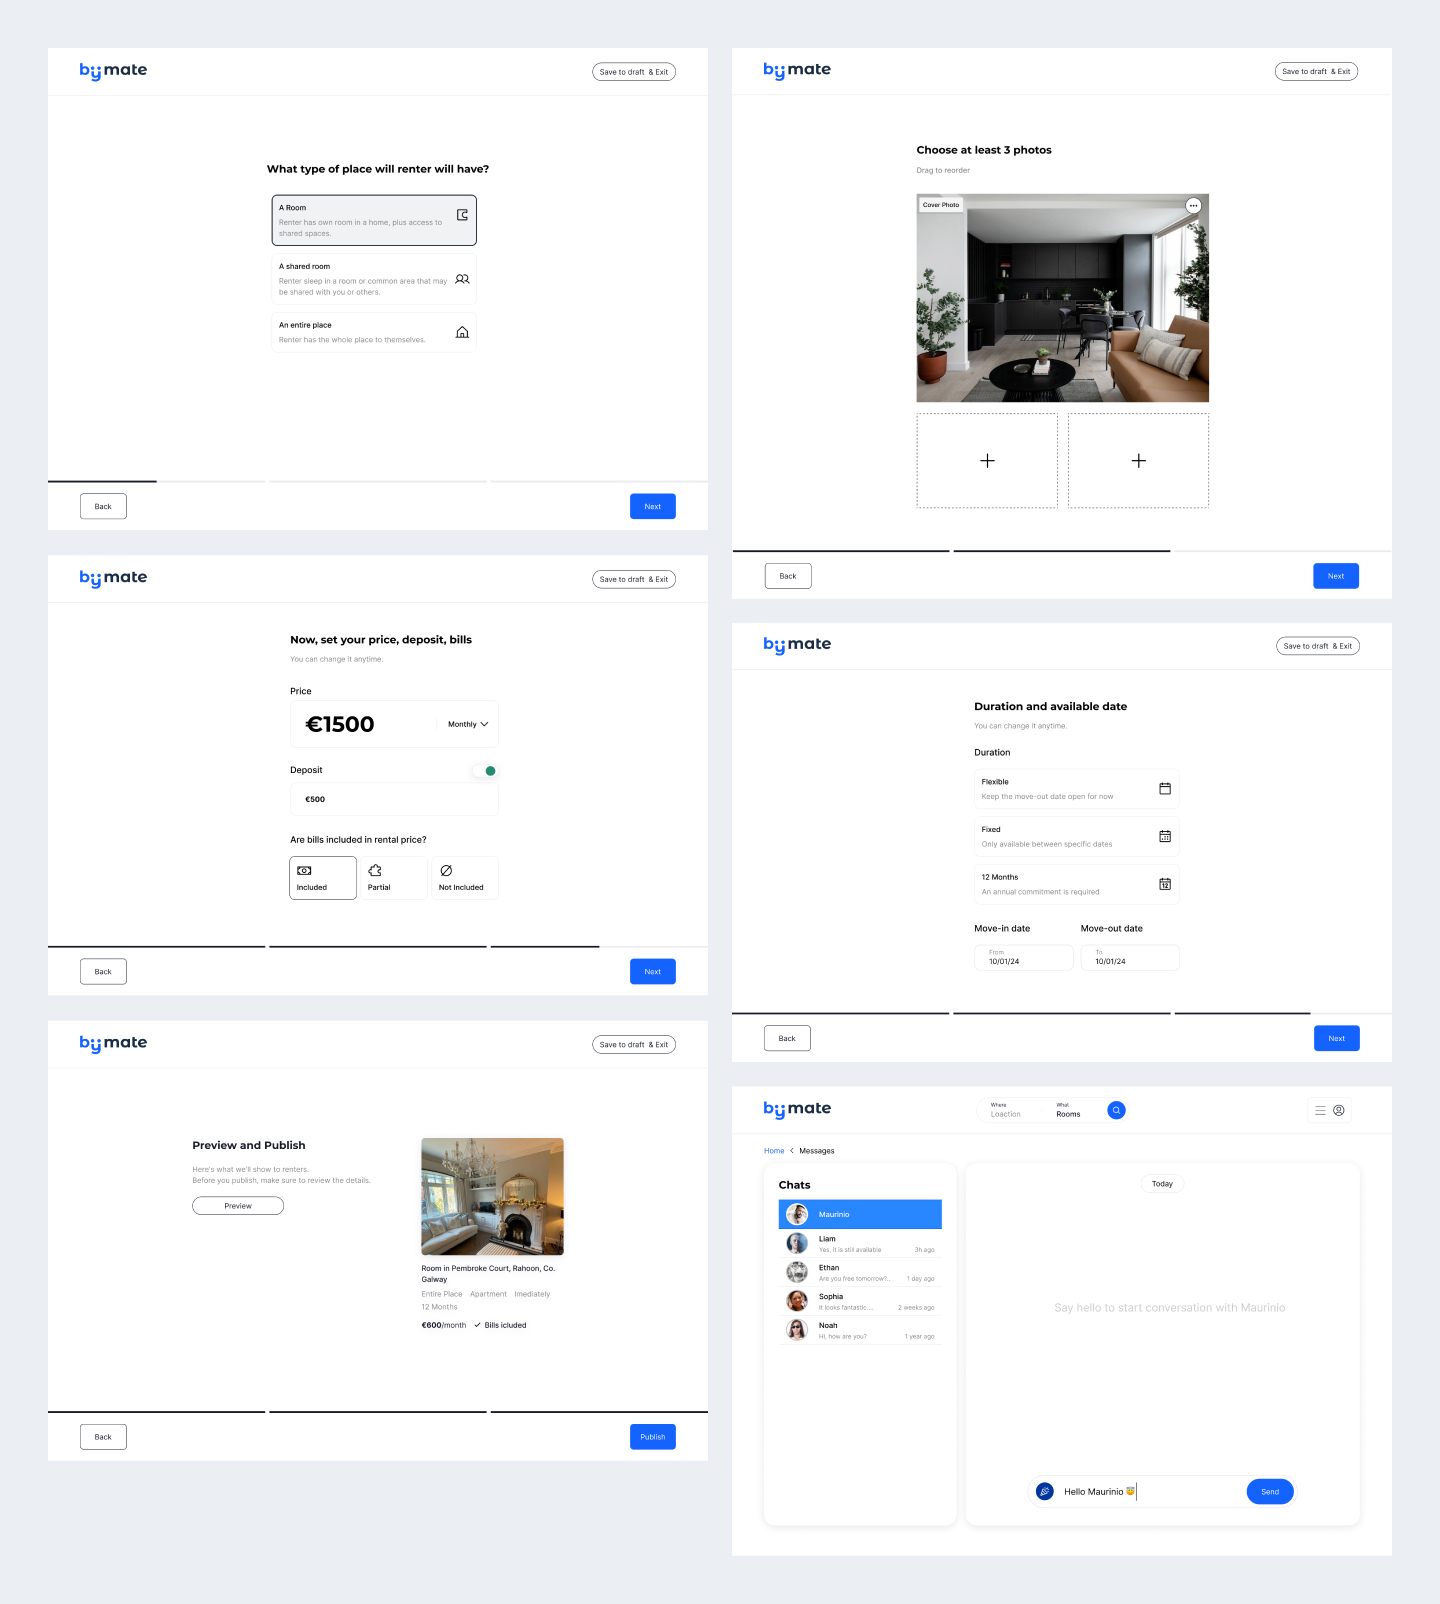 bymate
Save to draft & Exit
What type of place will renter will have?
A Room
Renter has own room in a home, plus access to
shared spaces.
A shared room
Renter sleep in a room or common area that may
be shared with you or others.
An entire place
Renter has the whole place to themselves.
Back
Next
bymate
Save to draft & Exit
Choose at least 3 photos
Drag to reorder
Cover Photo
Back
Next
bymate
Save to draft & Exit
Now, set your price, deposit, bills
You can change it anytime.
Price
€1500
Monthly
Deposit
€500
Are bills included in rental price?
Included
Partial
Not Included
Back
Next
bymate
Save to draft & Exit
Duration and available date
You can change it anytime.
Duration
Flexible
Keep the move-out date open for now
Fixed
Only available between specific dates
12 Months
An annual commitment is required
12
Move-in date
Move-out date
From
10/01/24
To
10/01/24
Back
Next
bymate
Save to draft & Exit
Preview and Publish
Here's what we'll show to renters.
Before you publish, make sure to review the details.
Preview
Room in Pembroke Court, Rahoon, Co.
Galway
Entire Place Apartment Imediately
12 Months
€600/month Bills icluded
Back
Publish
bymate
Where
Loaction
What
Rooms
Home < Messages
Chats
Maurinio
Liam
Yes, it is still available 3h ago
Ethan
Are you free tomorrow?.. 1 day ago
Sophia
It looks fantastic.... 2 weeks ago
Noah
Hi, how are you? 1 year ago
Today
Say hello to start conversation with Maurinio
Hello Maurinio 😇
Send